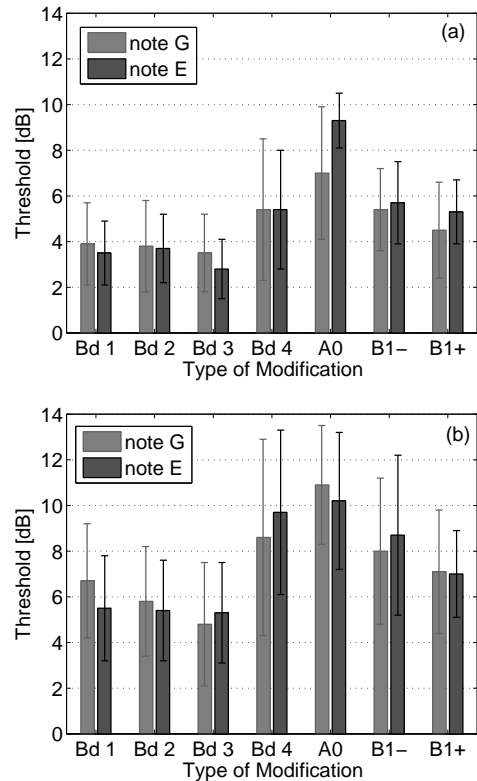 14
(a)
note G
12
note E
10
8
6
4
2
0
Threshold [dB]
Bd 1 Bd 2 Bd 3 Bd 4 A0 B1− B1+
Type of Modification
14
(b)
note G
12
note E
10
8
6
4
2
0
Threshold [dB]
Bd 1 Bd 2 Bd 3 Bd 4 A0 B1− B1+
Type of Modification